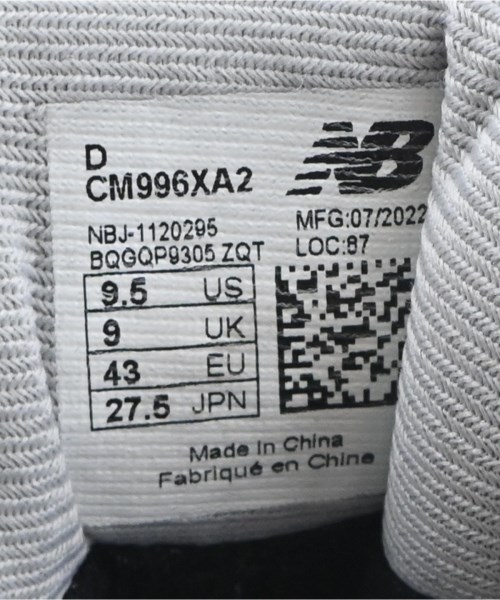 D
CM996XA2
NB
NBJ-1120295
MFG:07/2022
BQGQP9305 ZQT
LOC:87
9.5 US
9 UK
43 EU
27.5 JPN
Made in China
Fabriqué en Chine